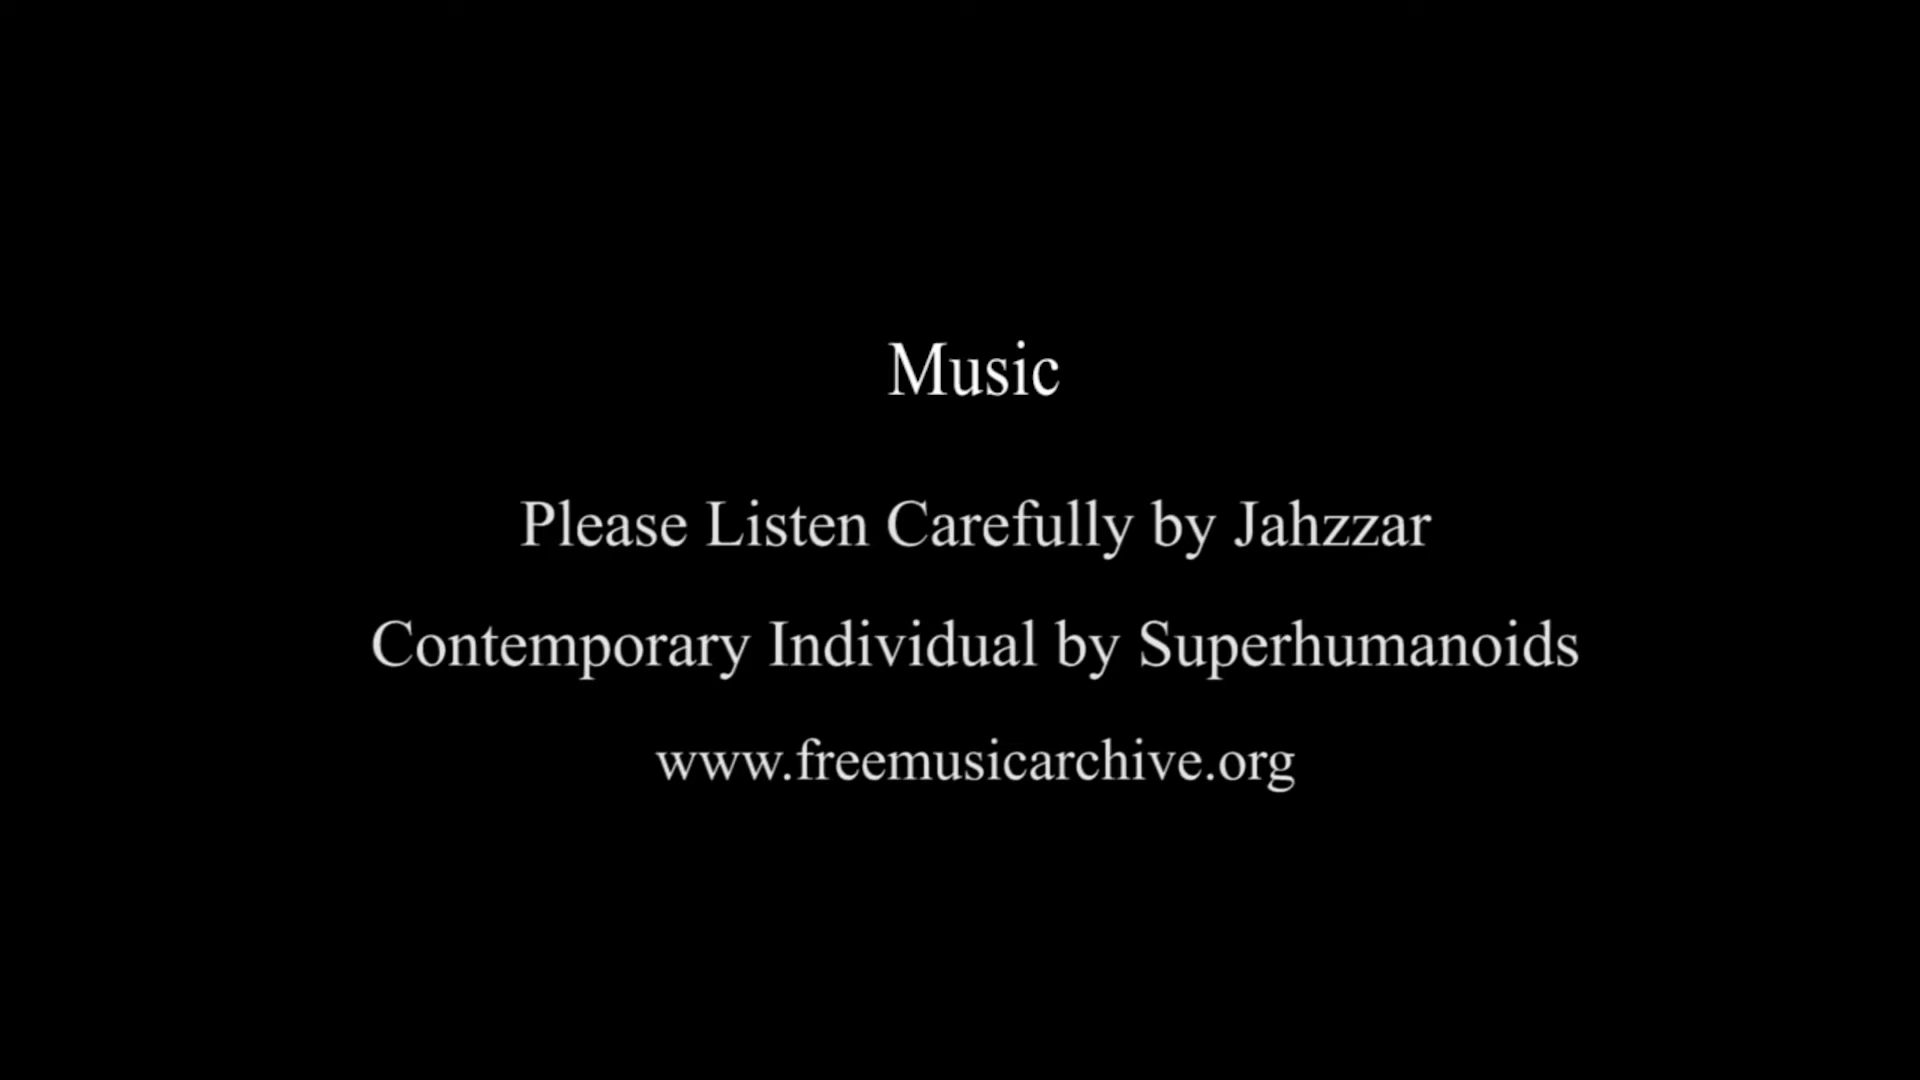 Music
Please Listen Carefully by Jahzzar
Contemporary Individual by Superhumanoids
www.freemusicarchive.org